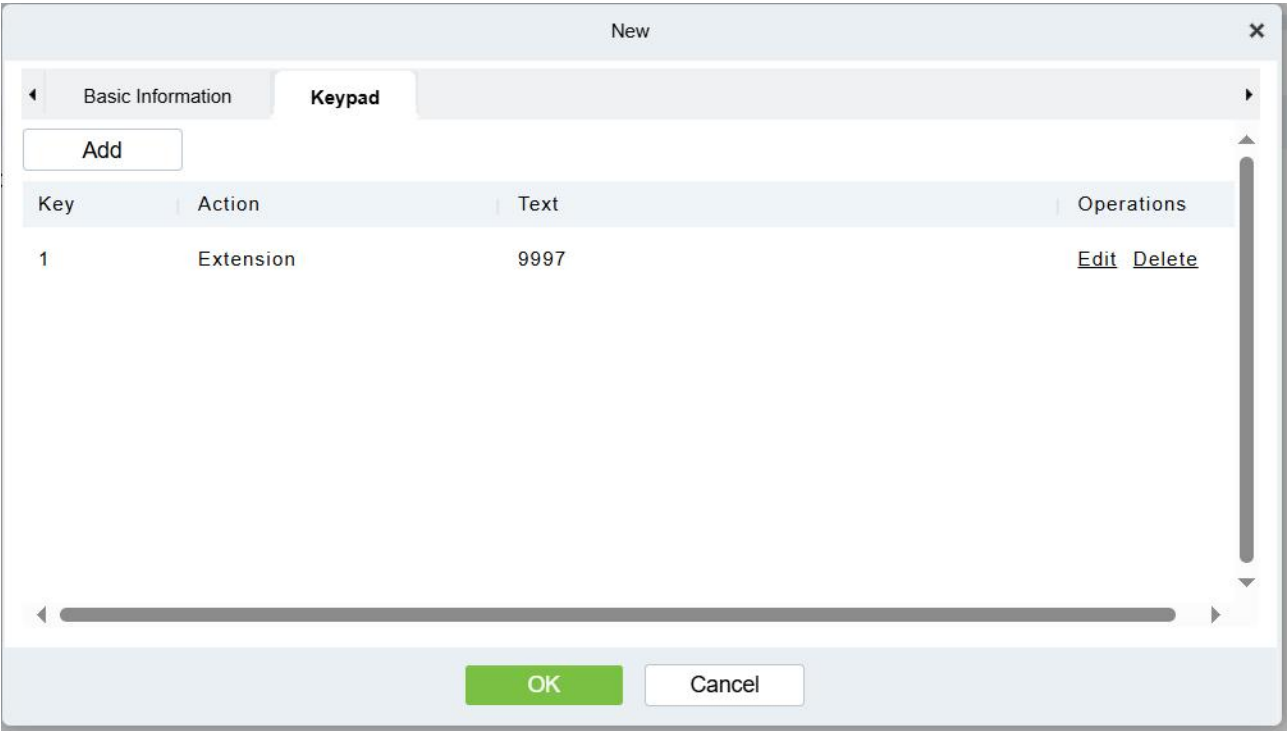 New
Basic Information Keypad
Add
Key Action Text Operations
1 Extension 9997 Edit Delete
OK Cancel